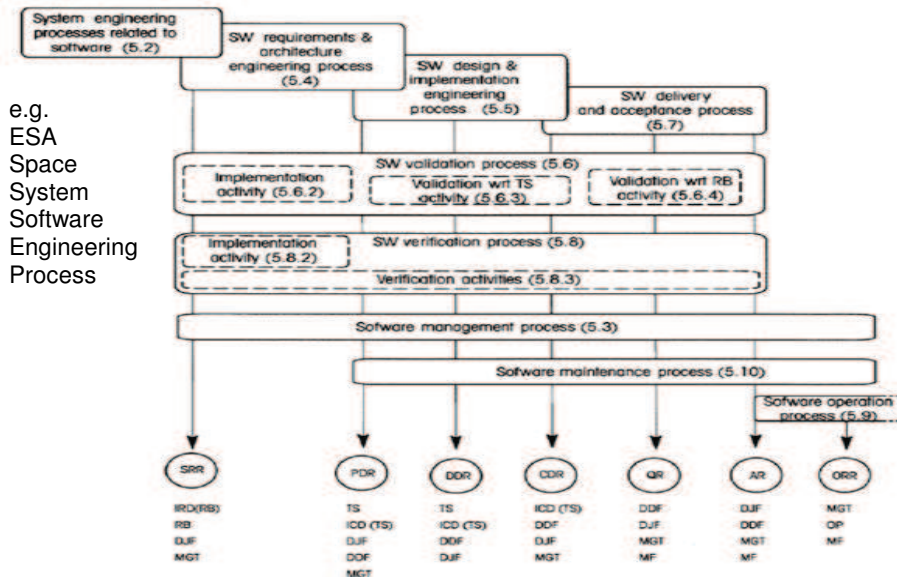 System engineering
processes related to
software (5.2)
SW requirements &
architecture
engineering process
(5.4)
SW design &
implementation
engineering
process (5.5)
SW delivery
and acceptance process
(5.7)
e.g.
ESA
Space
System
Software
Engineering
Process
SW validation process (5.6)
Implementation
activity (5.6.2)
Validation wrt TS
activity (5.6.3)
Validation wrt RB
activity (5.6.4)
Implementation
activity (5.8.2)
SW verification process (5.8)
Verification activities (5.8.3)
Sofware management process (5.3)
Sofware maintenance process (5.10)
Sofware operation
process (5.9)
SRR
PDR
DDR
CDR
QR
AR
ORR
IRD(RB)
RB
DJF
MGT
TS
ICD (TS)
DJF
DDF
MGT
TS
ICD (TS)
DDF
DJF
ICD (TS)
DDF
DJF
MGT
DDF
DJF
MGT
MF
DJF
DDF
MGT
MF
MGT
OP
MF